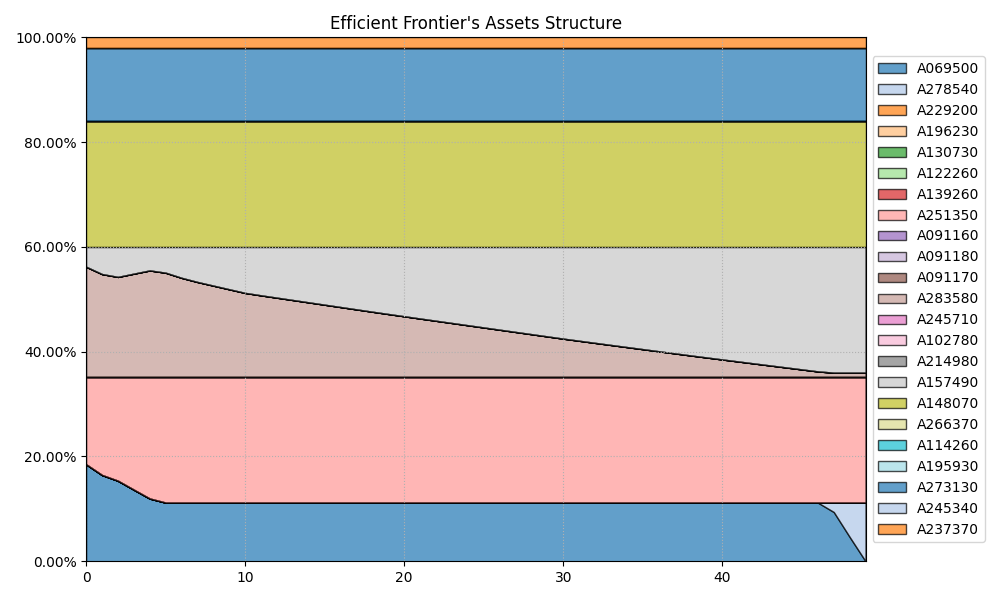 Efficient Frontier's Assets Structure
100.00%
80.00%
60.00%
40.00%
20.00%
0.00%
0
10
20
30
40
A069500
A278540
A229200
A196230
A130730
A122260
A139260
A251350
A091160
A091180
A091170
A283580
A245710
A102780
A214980
A157490
A148070
A266370
A114260
A195930
A273130
A245340
A237370